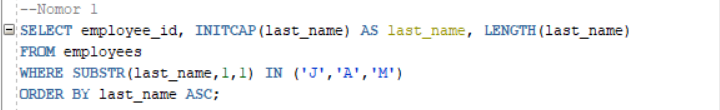 --Nomor 1
SELECT employee_id, INITCAP(last_name) AS last_name, LENGTH(last_name)
FROM employees
WHERE SUBSTR(last_name,1,1) IN ('J','A','M')
ORDER BY last_name ASC;